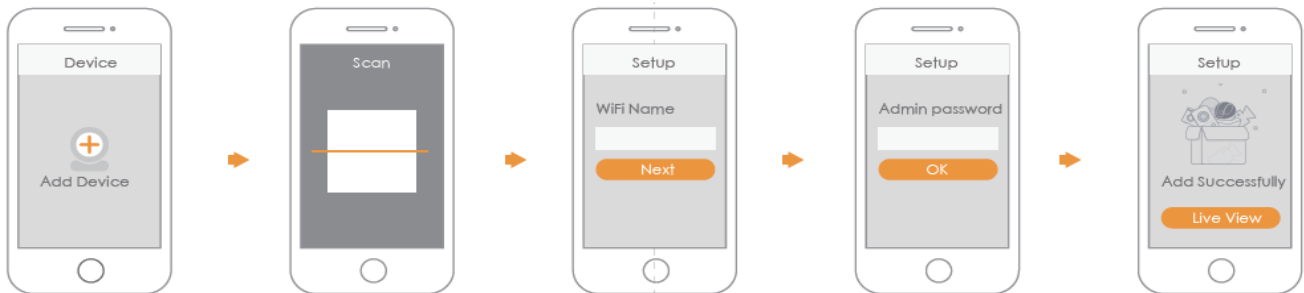 Device
Add Device
Scan
Setup
WiFi Name
Next
Setup
Admin password
OK
Setup
Add Successfully
Live View